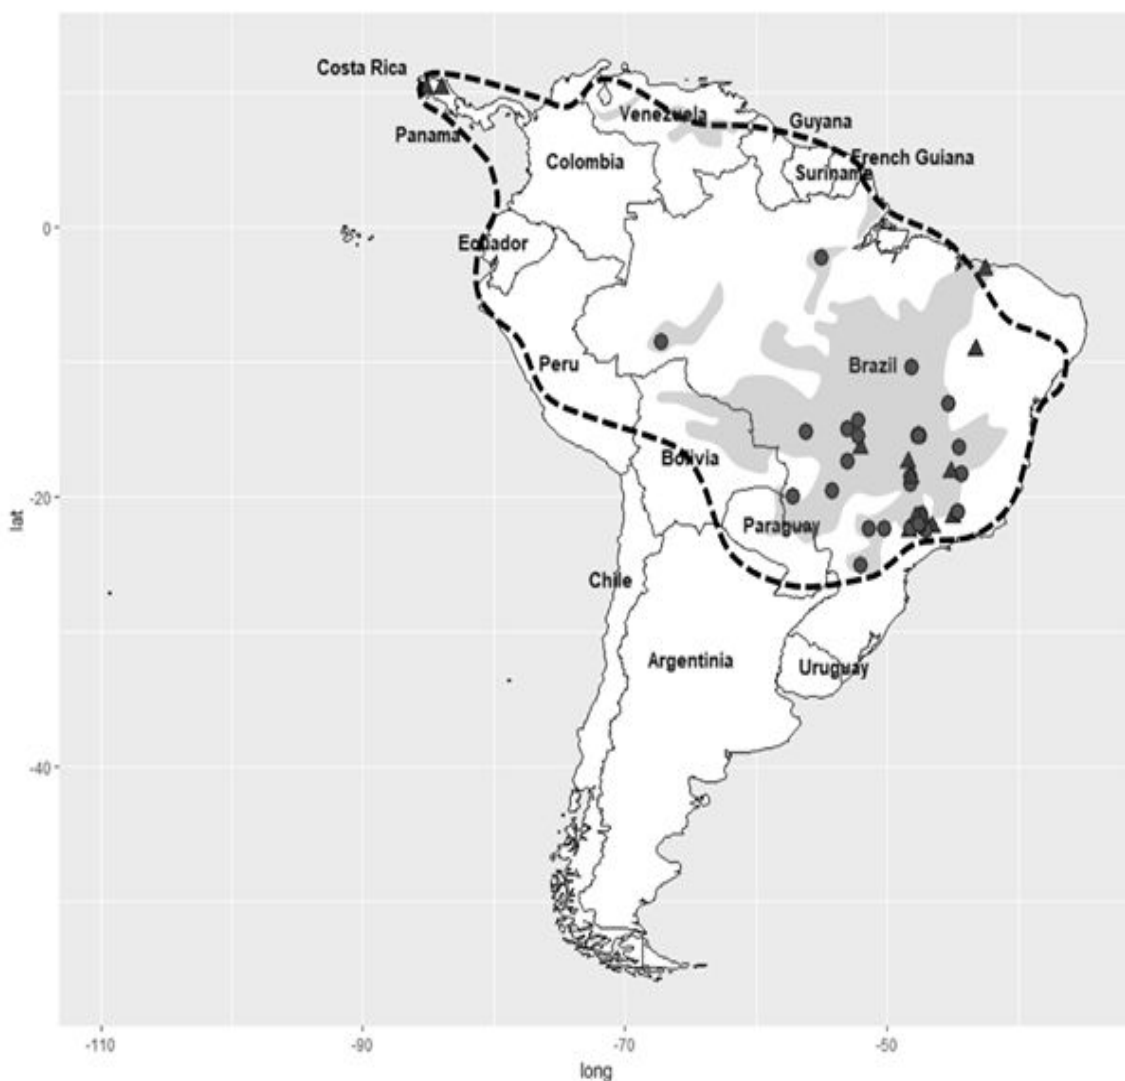 Costa Rica
Panama
Venezuela
Guyana
Colombia
French Guiana
Suriname
Ecuador
Peru
Brazil
Bolivia
Paraguay
Chile
Argentinia
Uruguay
0
-20
-40
lat
-110
-90
-70
-50
long